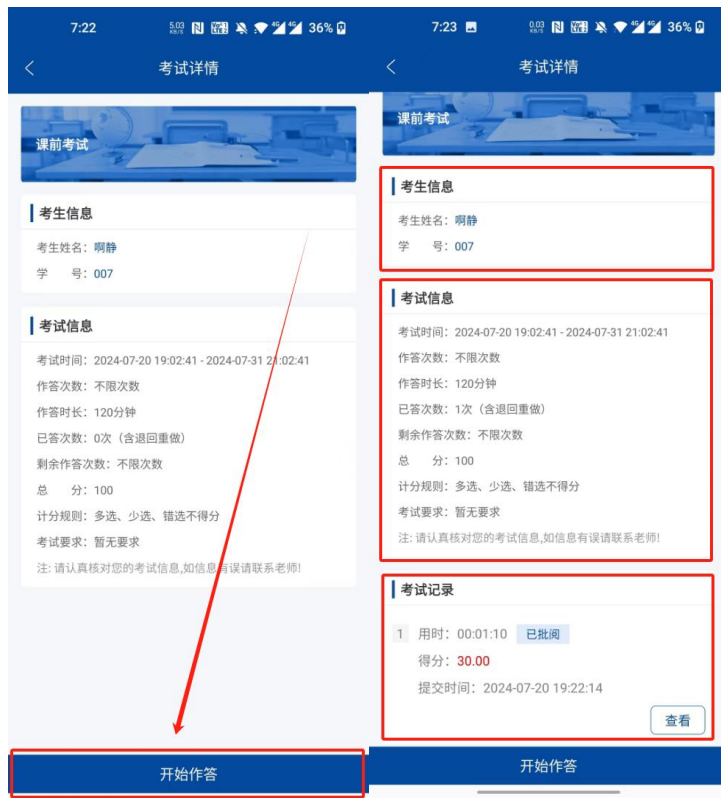 7:22
5.03 KB/S
4G 4G 36%
考试详情
课前考试
考生信息
考生姓名：啊静
学 号：007
考试信息
考试时间：2024-07-20 19:02:41 - 2024-07-31 21:02:41
作答次数：不限次数
作答时长：120分钟
已答次数：0次（含退回重做）
剩余作答次数：不限次数
总 分：100
计分规则：多选、少选、错选不得分
考试要求：暂无要求
注: 请认真核对您的考试信息,如信息有误请联系老师!
开始作答
7:23
0.03 KB/S
4G 4G 36%
考试详情
课前考试
考生信息
考生姓名：啊静
学 号：007
考试信息
考试时间：2024-07-20 19:02:41 - 2024-07-31 21:02:41
作答次数：不限次数
作答时长：120分钟
已答次数：1次（含退回重做）
剩余作答次数：不限次数
总 分：100
计分规则：多选、少选、错选不得分
考试要求：暂无要求
注: 请认真核对您的考试信息,如信息有误请联系老师!
考试记录
1 用时：00:01:10 已批阅
得分：30.00
提交时间：2024-07-20 19:22:14
查看
开始作答